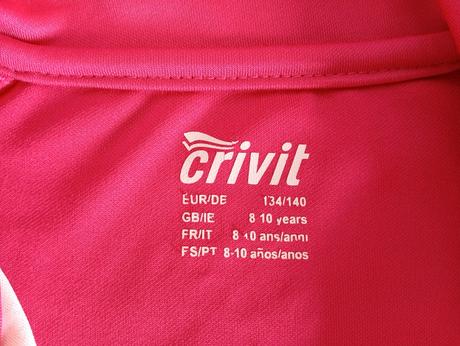 crivit
EUR/DE 134/140
GB/IE 8-10 years
FR/IT 8-10 ans/anni
ES/PT 8-10 años/anos